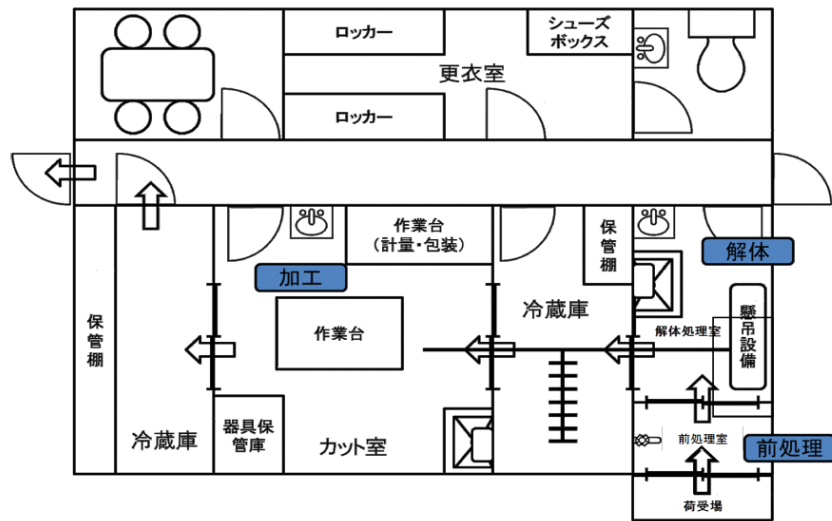 ロッカー
シューズ
ボックス
更衣室
ロッカー
作業台
(計量・包装)
保管棚
解体
加工
冷蔵庫
保管棚
作業台
解体処理室
懸吊設備
器具保
管庫
冷蔵庫
カット室
前処理室
前処理
荷受場